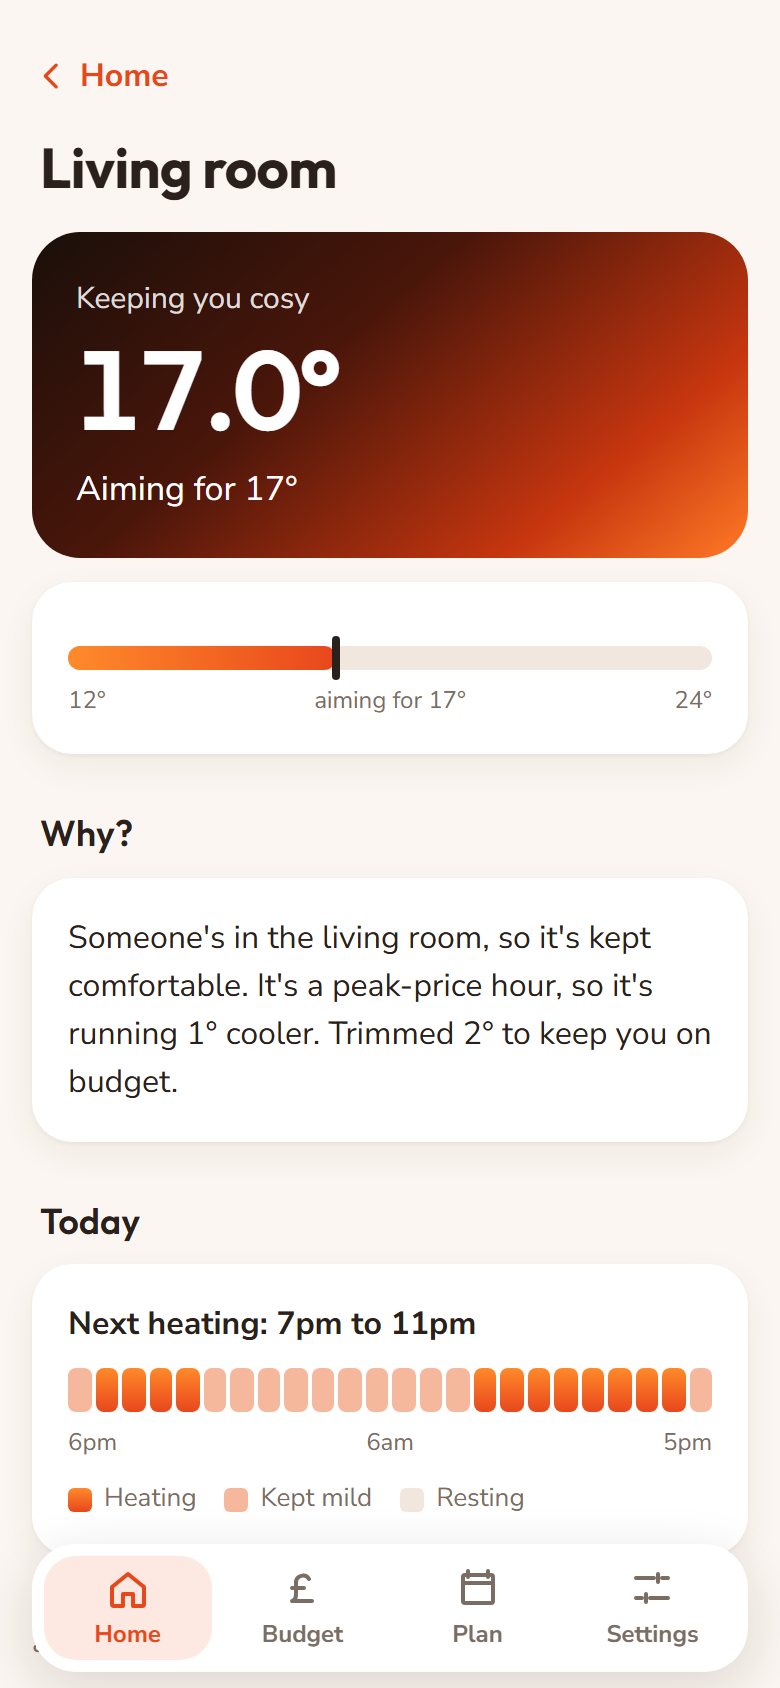 Home
Living room
Keeping you cosy
17.0°
Aiming for 17°
12° aiming for 17° 24°
Why?
Someone's in the living room, so it's kept
comfortable. It's a peak-price hour, so it's
running 1° cooler. Trimmed 2° to keep you on
budget.
Today
Next heating: 7pm to 11pm
6pm 6am 5pm
Heating Kept mild Resting
Home £ Budget Plan Settings